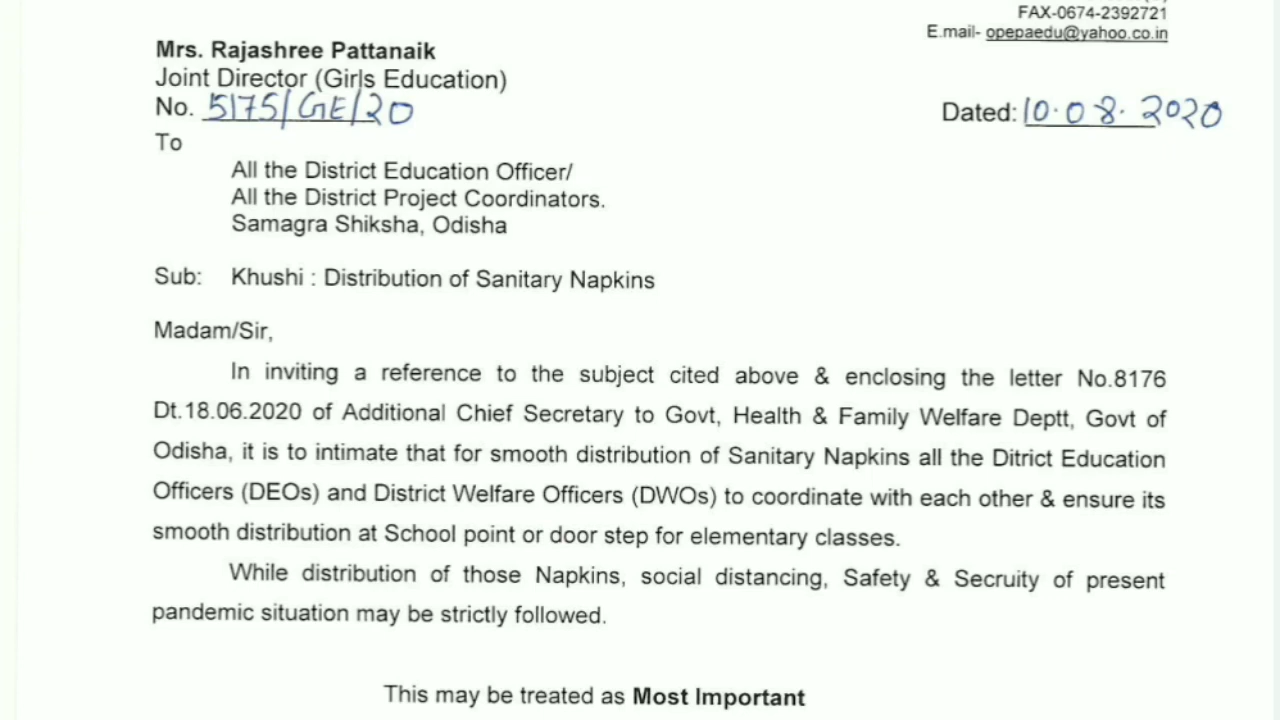 FAX-0674-2392721
E.mail- opepaedu@yahoo.co.in
Mrs. Rajashree Pattanaik
Joint Director (Girls Education)
No. 5175/GE/20
Dated: 10.08.2020
To
All the District Education Officer/
All the District Project Coordinators.
Samagra Shiksha, Odisha
Sub: Khushi : Distribution of Sanitary Napkins
Madam/Sir,
In inviting a reference to the subject cited above & enclosing the letter No.8176
Dt.18.06.2020 of Additional Chief Secretary to Govt, Health & Family Welfare Deptt, Govt of
Odisha, it is to intimate that for smooth distribution of Sanitary Napkins all the Ditrict Education
Officers (DEOs) and District Welfare Officers (DWOs) to coordinate with each other & ensure its
smooth distribution at School point or door step for elementary classes.
While distribution of those Napkins, social distancing, Safety & Secruity of present
pandemic situation may be strictly followed.
This may be treated as Most Important